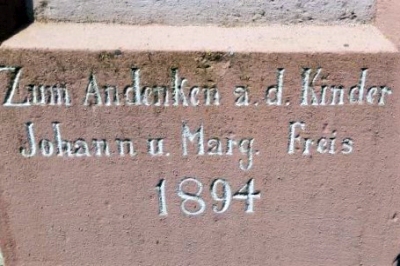 Zum Andenken a. d. Kinder
Johann u. Marg. Freis
1894